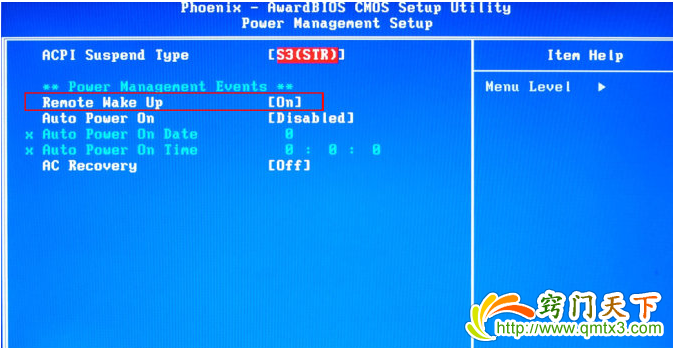 Phoenix - AwardBIOS CMOS Setup Utility
Power Management Setup
ACPI Suspend Type [S3(STR)] Item Help
** Power Management Events ** Menu Level ▶
Remote Wake Up [On]
Auto Power On [Disabled]
x Auto Power On Date 0
x Auto Power On Time 0 : 0 : 0
AC Recovery [Off]
窍门天下
http://www.qmtx3.com